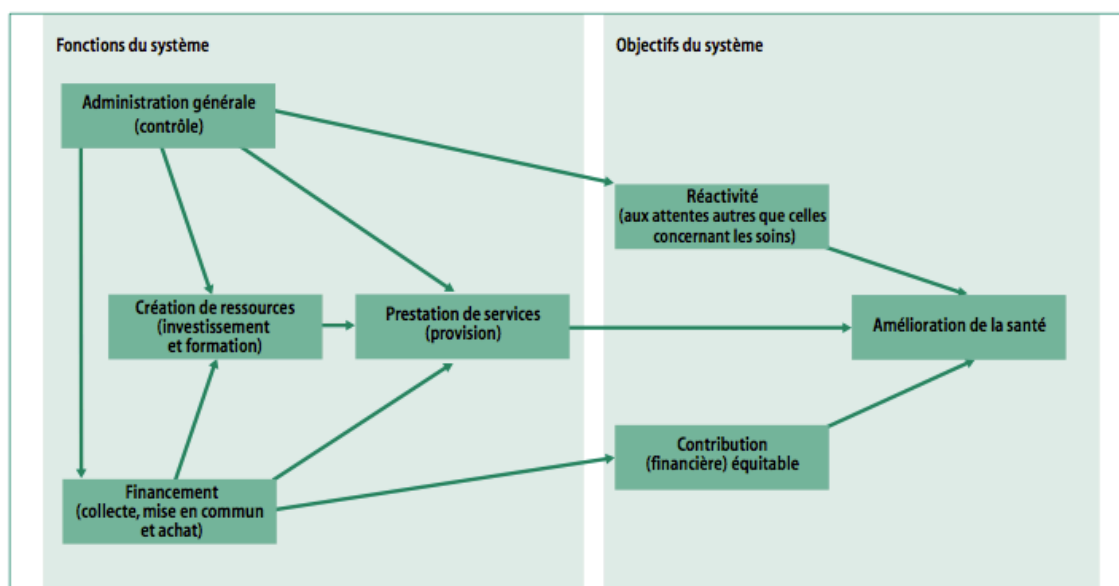 Fonctions du système
Objectifs du système
Administration générale
(contrôle)
Réactivité
(aux attentes autres que celles
concernant les soins)
Création de ressources
(investissement
et formation)
Prestation de services
(provision)
Amélioration de la santé
Contribution
(financière) équitable
Financement
(collecte, mise en commun
et achat)